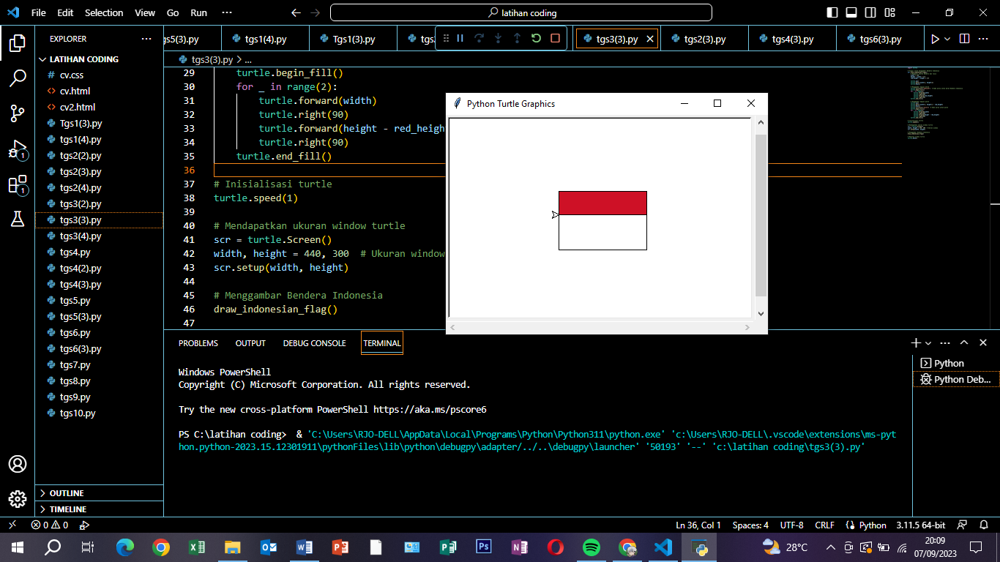 File Edit Selection View Go Run ··· latihan coding
EXPLORER ···
gs5(3).py tgs1(4).py Tgs1(3).py tgs tgs3(3).py tgs2(3).py tgs4(3).py tgs6(3).py
LATIHAN CODING
tgs3(3).py > ...
# cv.css
<> cv.html
<> cv2.html
Tgs1(3).py
tgs1(4).py
tgs2(2).py
tgs2(3).py
tgs2(4).py
tgs3(2).py
tgs3(3).py
tgs3(4).py
tgs4.py
tgs4(2).py
tgs4(3).py
tgs5.py
tgs5(3).py
tgs6.py
tgs6(3).py
tgs7.py
tgs8.py
tgs9.py
tgs10.py
OUTLINE
TIMELINE
29 turtle.begin_fill()
30 for _ in range(2):
31 turtle.forward(width)
32 turtle.right(90)
33 turtle.forward(height - red_heigh
34 turtle.right(90)
35 turtle.end_fill()
36
37 # Inisialisasi turtle
38 turtle.speed(1)
39
40 # Mendapatkan ukuran window turtle
41 scr = turtle.Screen()
42 width, height = 440, 300 # Ukuran window
43 scr.setup(width, height)
44
45 # Menggambar Bendera Indonesia
46 draw_indonesian_flag()
47
Python Turtle Graphics
PROBLEMS OUTPUT DEBUG CONSOLE TERMINAL
Windows PowerShell
Copyright (C) Microsoft Corporation. All rights reserved.
Try the new cross-platform PowerShell https://aka.ms/pscore6
PS C:\latihan coding> & 'C:\Users\RJO-DELL\AppData\Local\Programs\Python\Python311\python.exe' 'c:\Users\RJO-DELL\.vscode\extensions\ms-pyt
hon.python-2023.15.12301911\pythonFiles\lib\python\debugpy\adapter/../..\debugpy\launcher' '50193' '--' 'c:\latihan coding\tgs3(3).py'
Python
Python Deb...
1
1
0 0 Ln 36, Col 1 Spaces: 4 UTF-8 CRLF Python 3.11.5 64-bit
28°C 20:09
07/09/2023